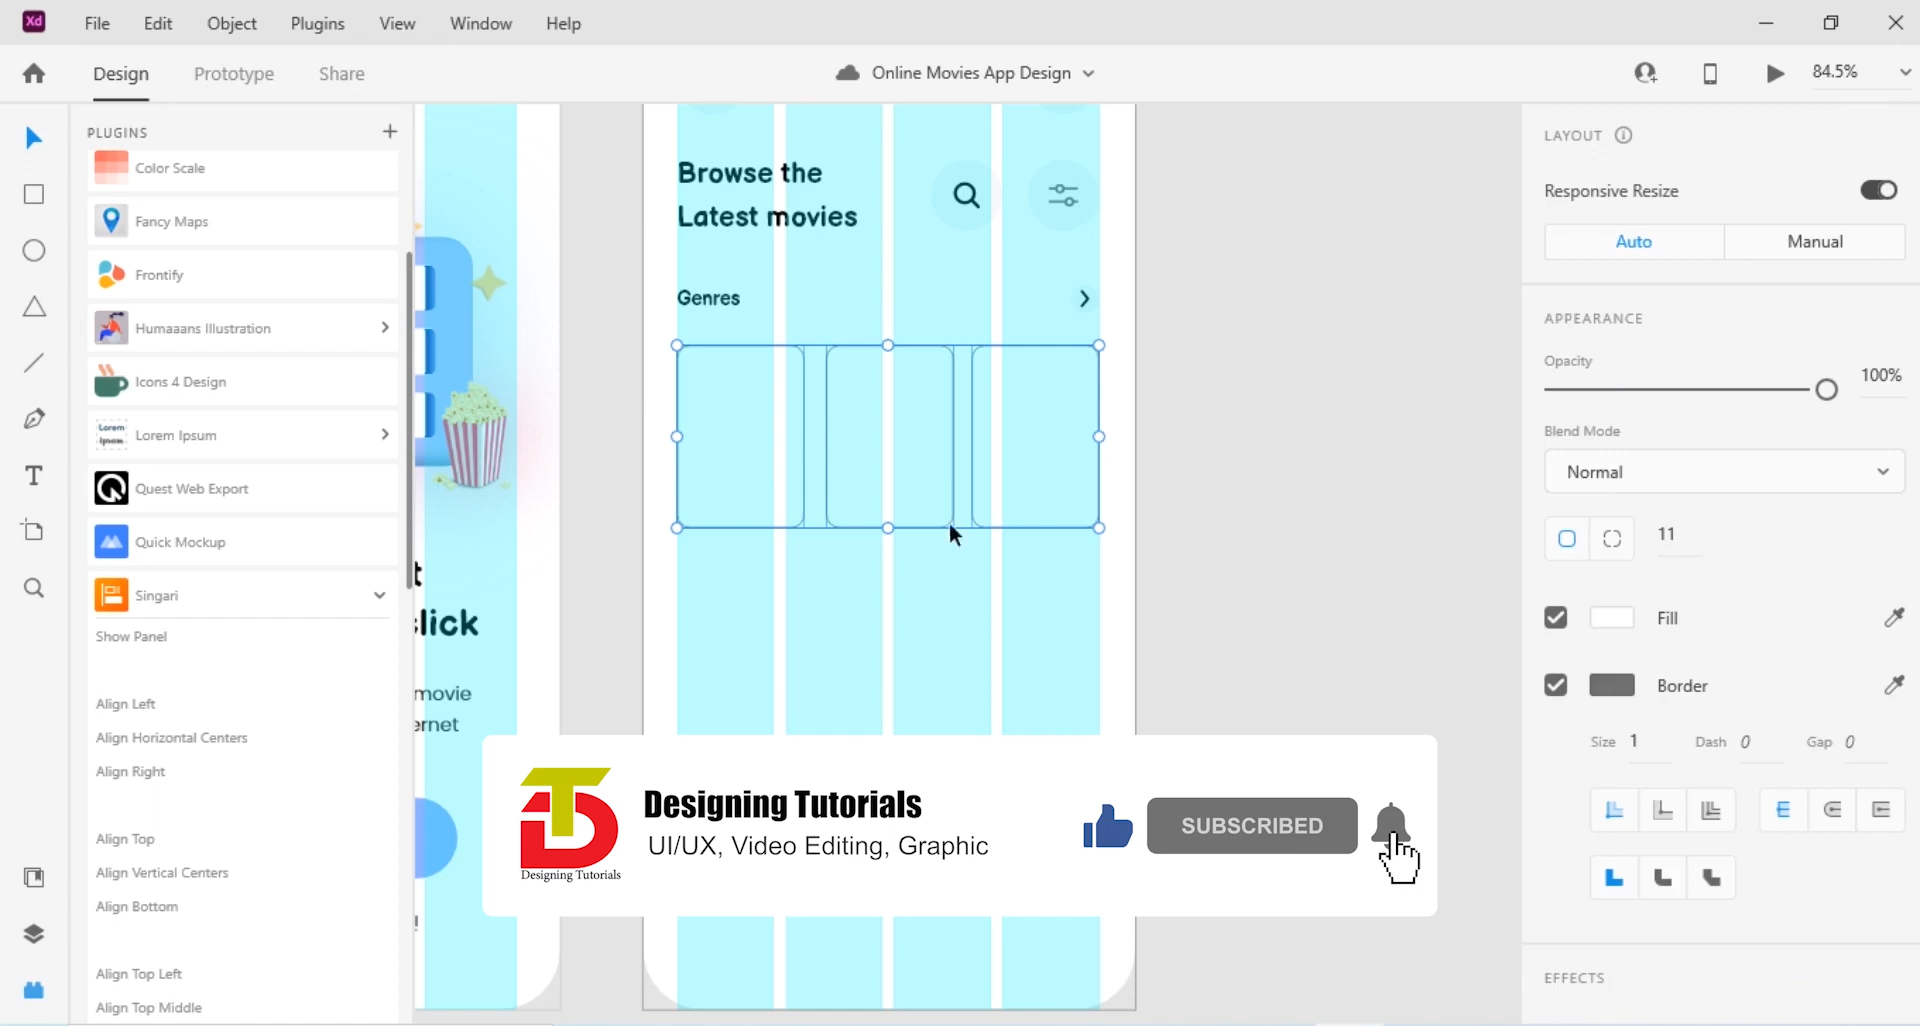 Xd File Edit Object Plugins View Window Help
Design Prototype Share
Online Movies App Design
84.5%
PLUGINS
Color Scale
Fancy Maps
Frontify
Humaaans Illustration
Icons 4 Design
Lorem Ipsum
Lorem Ipsum
Quest Web Export
Quick Mockup
Singari
Show Panel
Align Left
Align Horizontal Centers
Align Right
Align Top
Align Vertical Centers
Align Bottom
Align Top Left
Align Top Middle
t
lick
movie
ernet
!
Browse the
Latest movies
Genres
Designing Tutorials
UI/UX, Video Editing, Graphic
Designing Tutorials
SUBSCRIBED
LAYOUT
Responsive Resize
Auto Manual
APPEARANCE
Opacity
100%
Blend Mode
Normal
11
Fill
Border
Size 1 Dash 0 Gap 0
EFFECTS